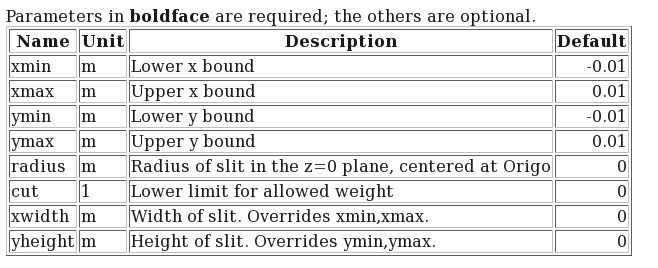 Parameters in boldface are required; the others are optional.
Name Unit Description Default
xmin m Lower x bound -0.01
xmax m Upper x bound 0.01
ymin m Lower y bound -0.01
ymax m Upper y bound 0.01
radius m Radius of slit in the z=0 plane, centered at Origo 0
cut 1 Lower limit for allowed weight 0
xwidth m Width of slit. Overrides xmin,xmax. 0
yheight m Height of slit. Overrides ymin,ymax. 0